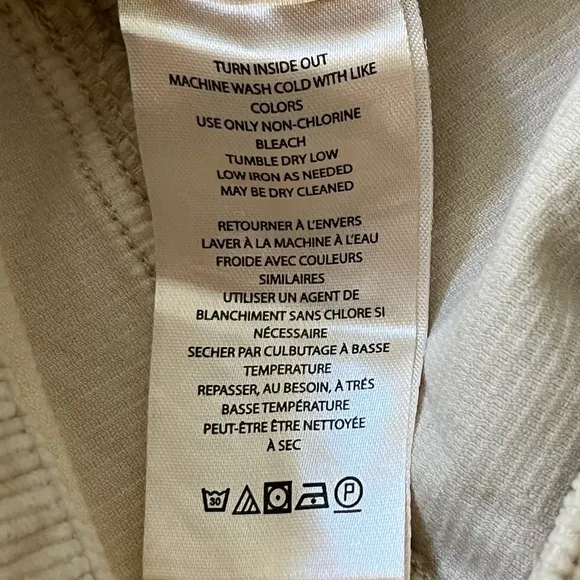 TURN INSIDE OUT
MACHINE WASH COLD WITH LIKE
COLORS
USE ONLY NON-CHLORINE
BLEACH
TUMBLE DRY LOW
LOW IRON AS NEEDED
MAY BE DRY CLEANED
RETOURNER À L'ENVERS
LAVER À LA MACHINE À L'EAU
FROIDE AVEC COULEURS
SIMILAIRES
UTILISER UN AGENT DE
BLANCHIMENT SANS CHLORE SI
NÉCESSAIRE
SECHER PAR CULBUTAGE À BASSE
TEMPERATURE
REPASSER, AU BESOIN, À TRÉS
BASSE TEMPÉRATURE
PEUT-ÊTRE ÊTRE NETTOYÉE
À SEC
30 P